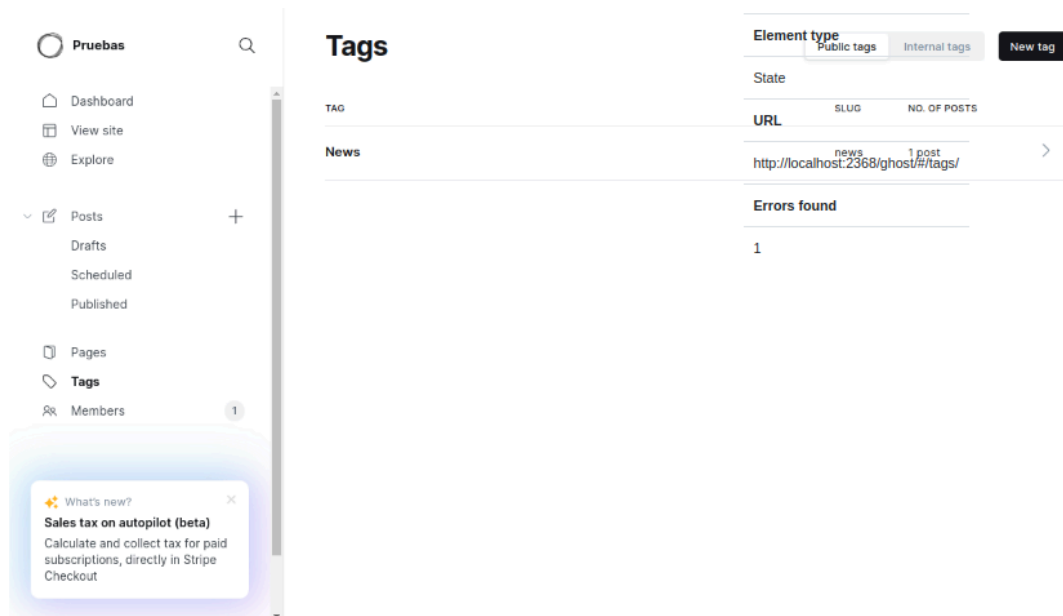 Pruebas
Dashboard
View site
Explore
Posts
Drafts
Scheduled
Published
Pages
Tags
Members 1
What's new?
Sales tax on autopilot (beta)
Calculate and collect tax for paid
subscriptions, directly in Stripe
Checkout
Tags
Public tags Internal tags New tag
TAG SLUG NO. OF POSTS
News news 1 post
Element type
State
URL
http://localhost:2368/ghost/#/tags/
Errors found
1